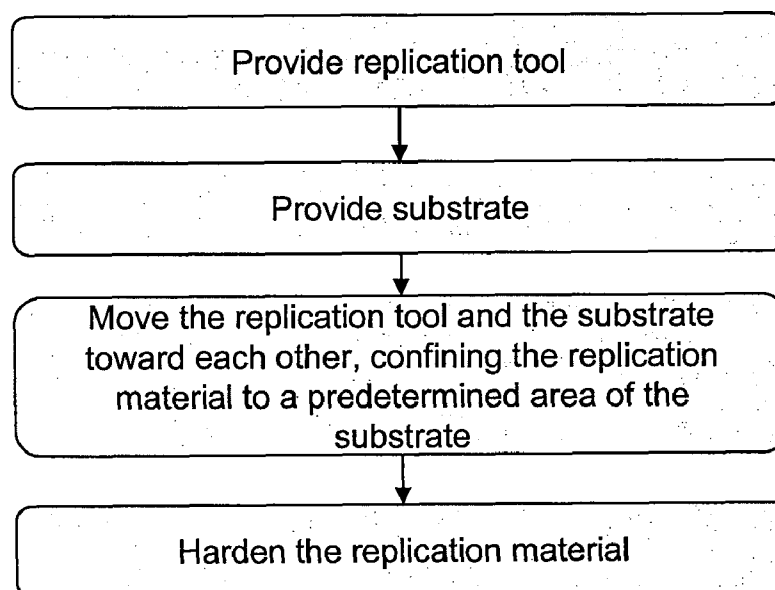 Provide replication tool
Provide substrate
Move the replication tool and the substrate
toward each other, confining the replication
material to a predetermined area of the
substrate
Harden the replication material